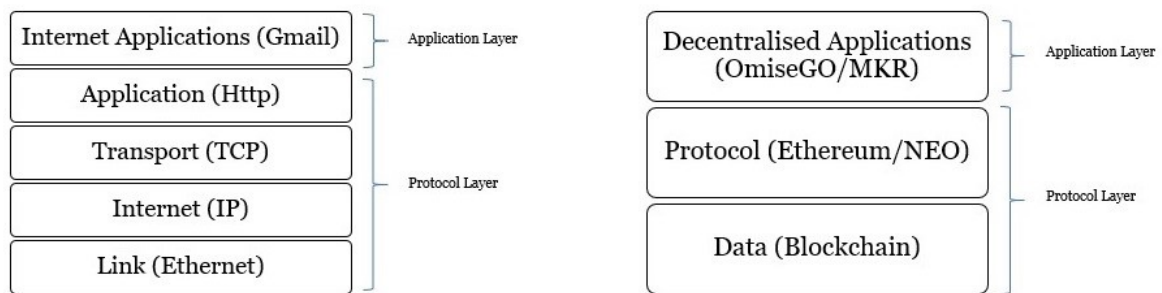 Internet Applications (Gmail)
Application Layer
Application (Http)
Transport (TCP)
Internet (IP)
Link (Ethernet)
Protocol Layer
Decentralised Applications
(OmiseGO/MKR)
Application Layer
Protocol (Ethereum/NEO)
Data (Blockchain)
Protocol Layer